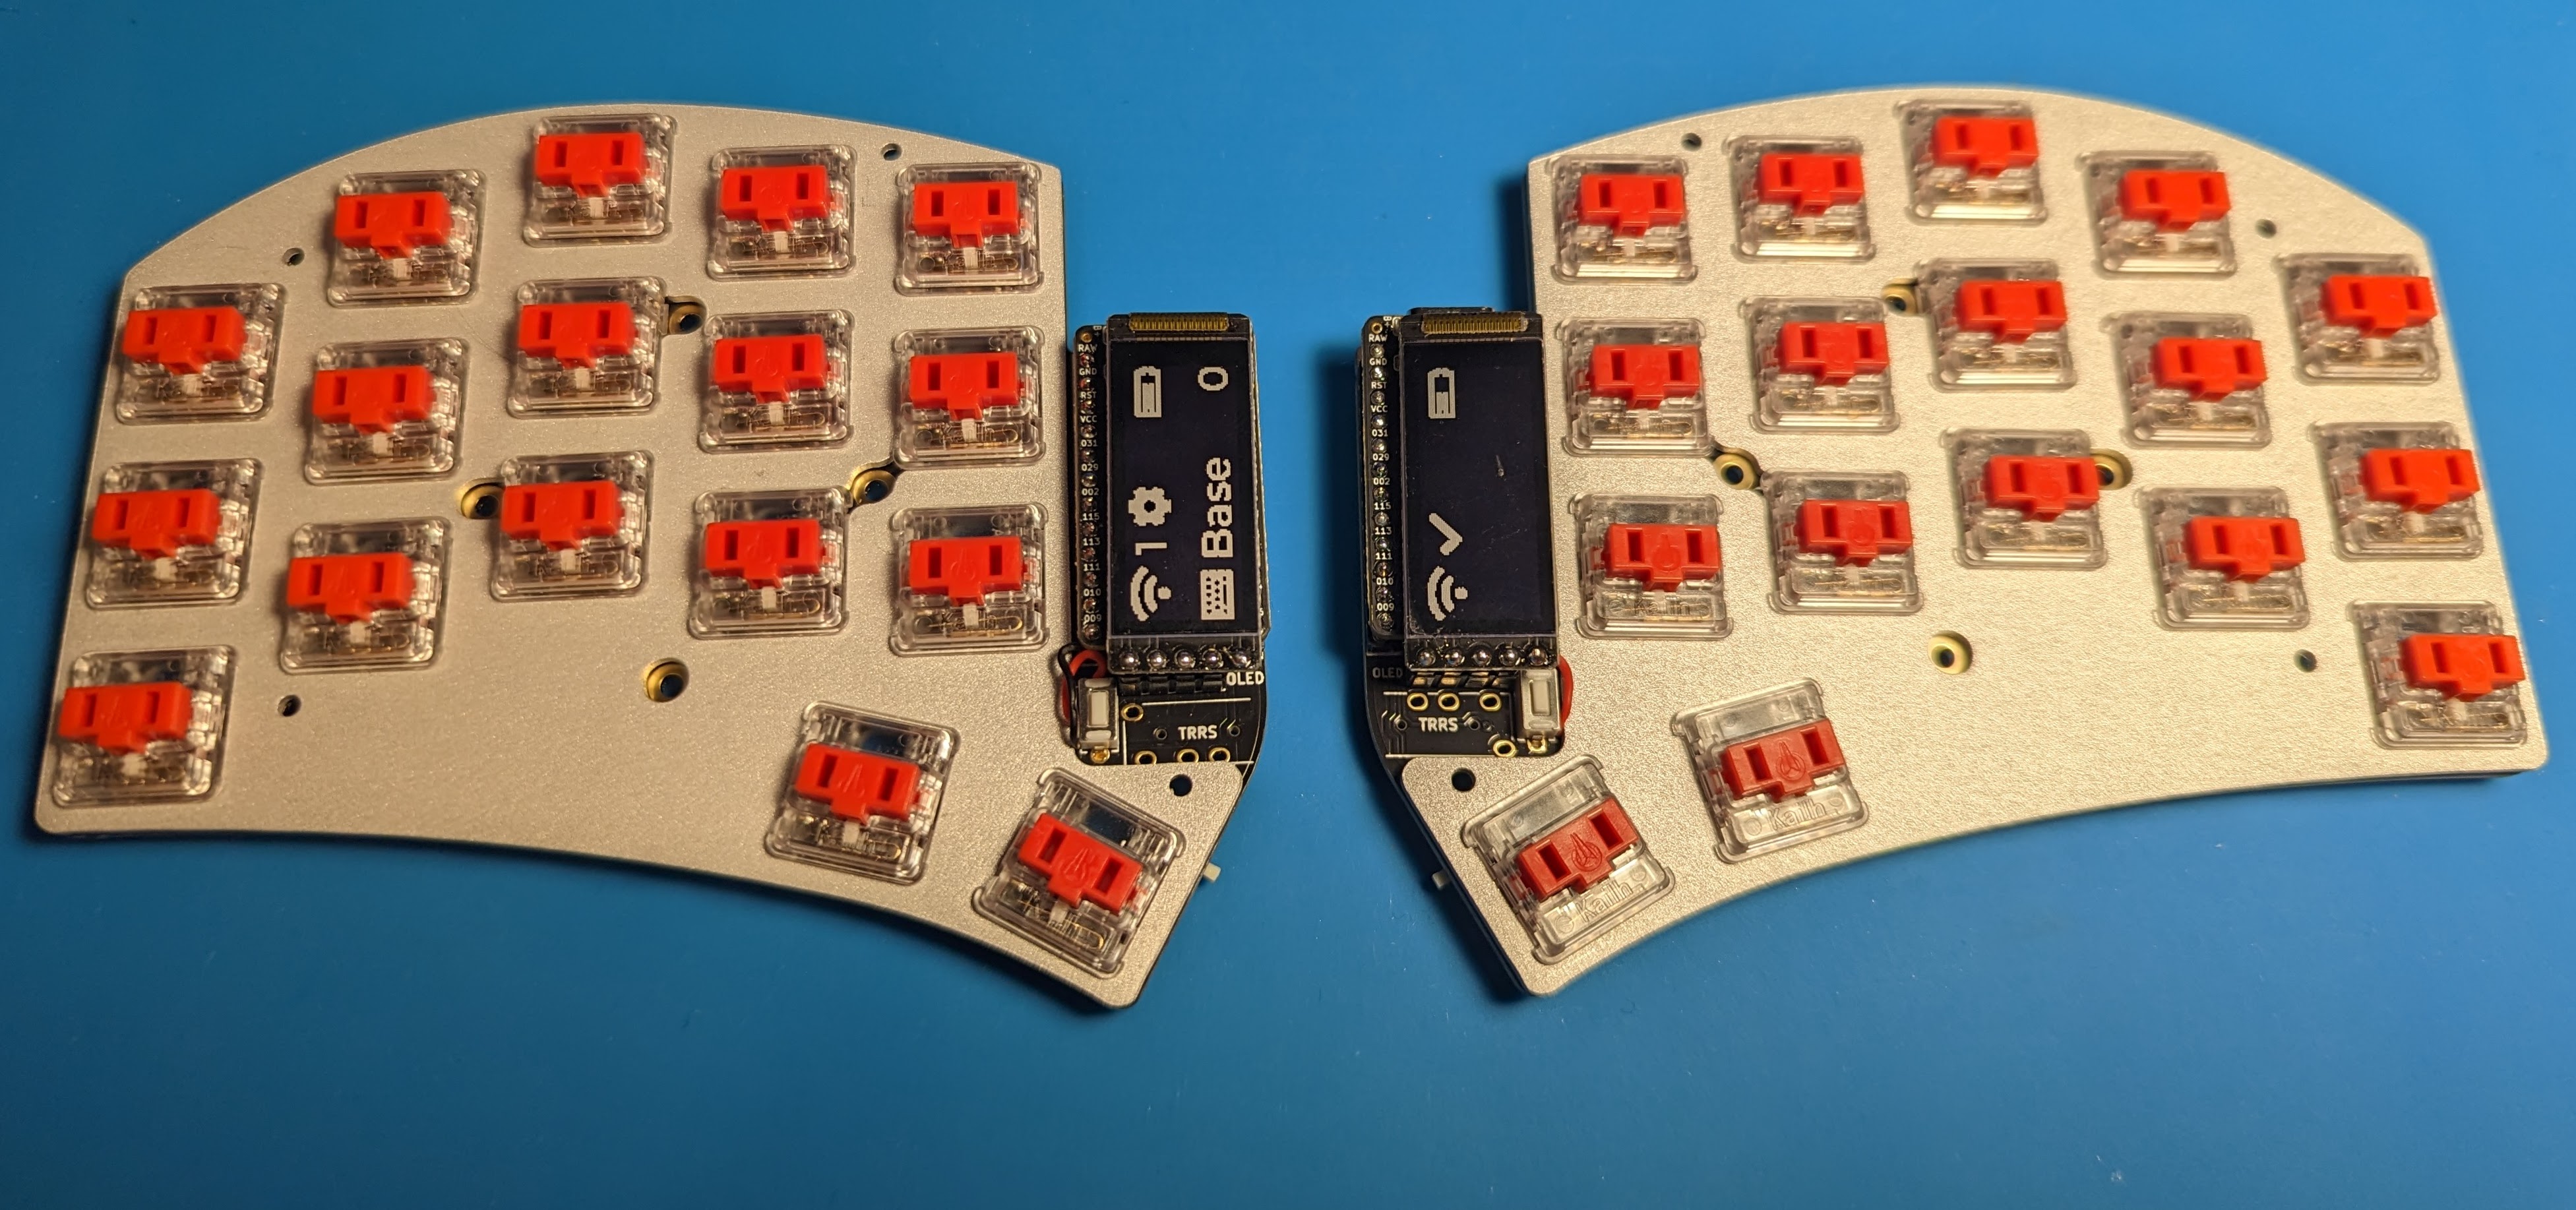 RAW
GND
RST
VCC
031
029
002
115
113
111
010
009
1
0
Base
OLED
TRRS
RAW
GND
RST
VCC
031
029
002
115
113
111
010
009
OLED
TRRS
Kailh
Kailh